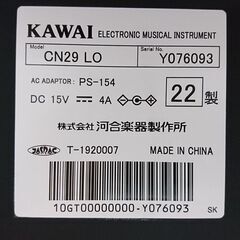 KAWAI ELECTRONIC MUSICAL INSTRUMENT
Model CN29 LO Serial No. Y076093
AC ADAPTOR: PS-154
DC 15V ⎓ 4A
22 製
株式会社 河合楽器製作所
JASRAC T-1920007 MADE IN CHINA
10GT00000000-Y076093
SK